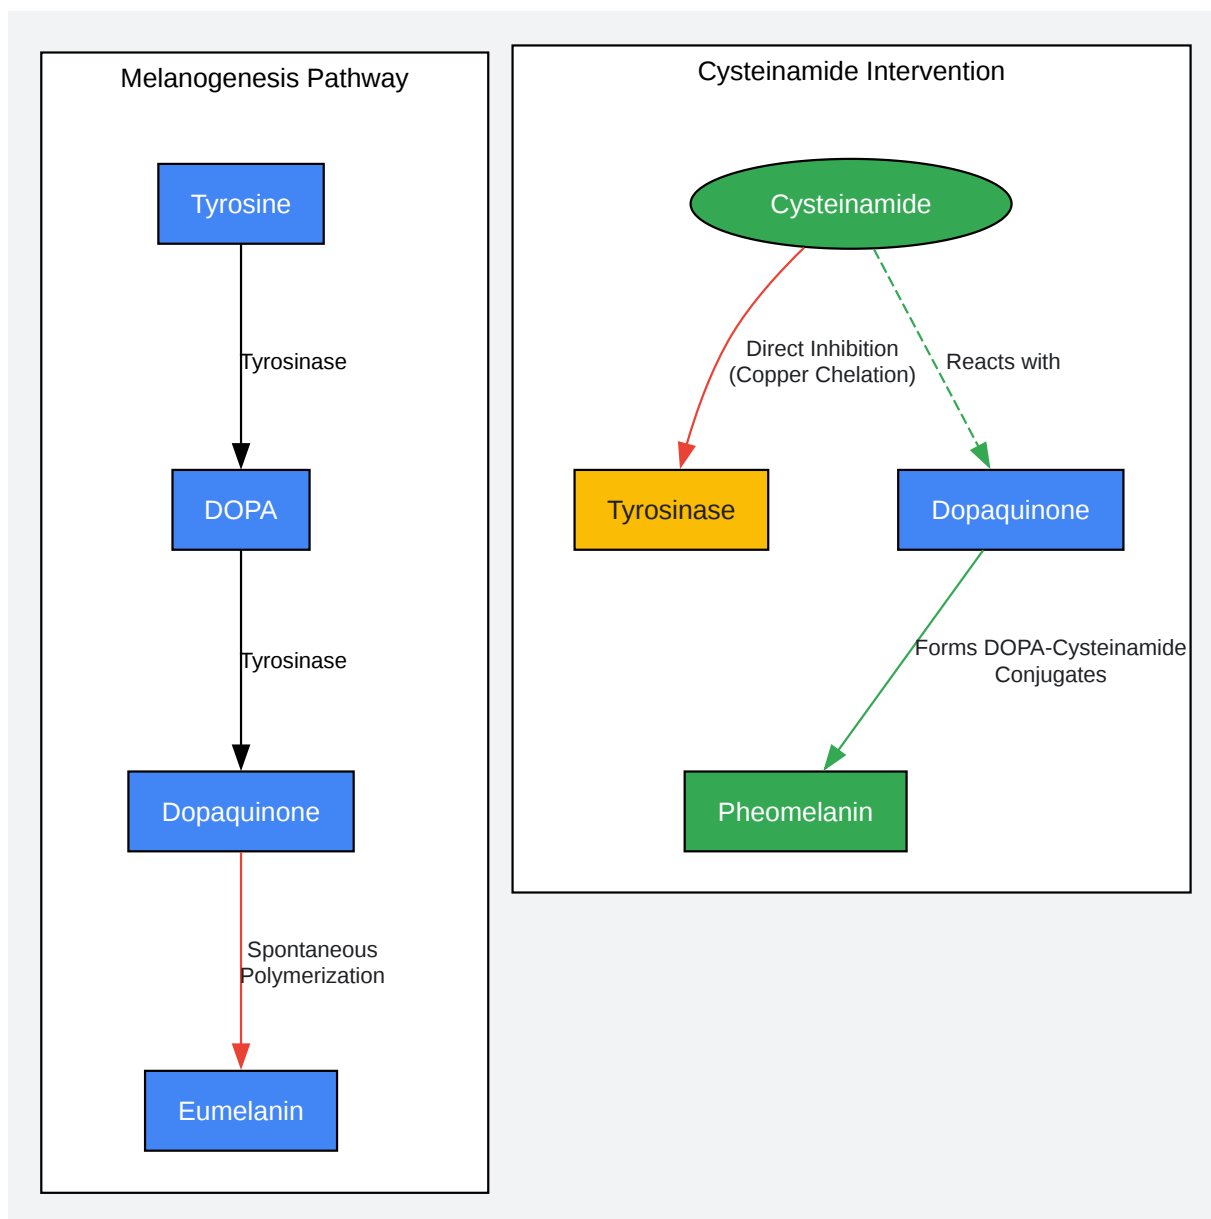 Melanogenesis Pathway
Tyrosine
Tyrosinase
DOPA
Tyrosinase
Dopaquinone
Spontaneous
Polymerization
Eumelanin
Cysteinamide Intervention
Cysteinamide
Direct Inhibition
(Copper Chelation)
Reacts with
Tyrosinase
Dopaquinone
Forms DOPA-Cysteinamide
Conjugates
Pheomelanin